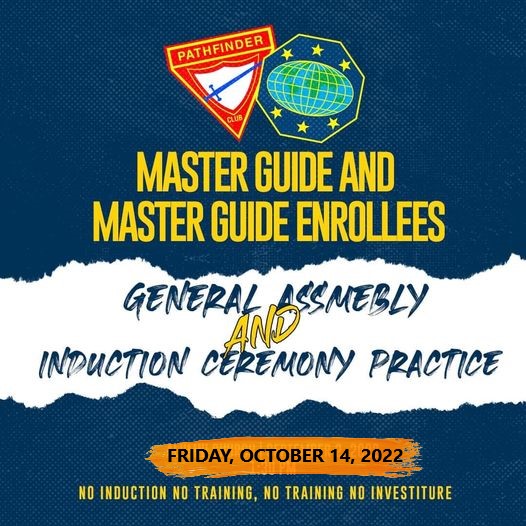 PATHFINDER
CLUB
MASTER GUIDE AND
MASTER GUIDE ENROLLEES
GENERAL ASSMEBLY
AND
INDUCTION CEREMONY PRACTICE
FRIDAY, OCTOBER 14, 2022
NO INDUCTION NO TRAINING, NO TRAINING NO INVESTITURE